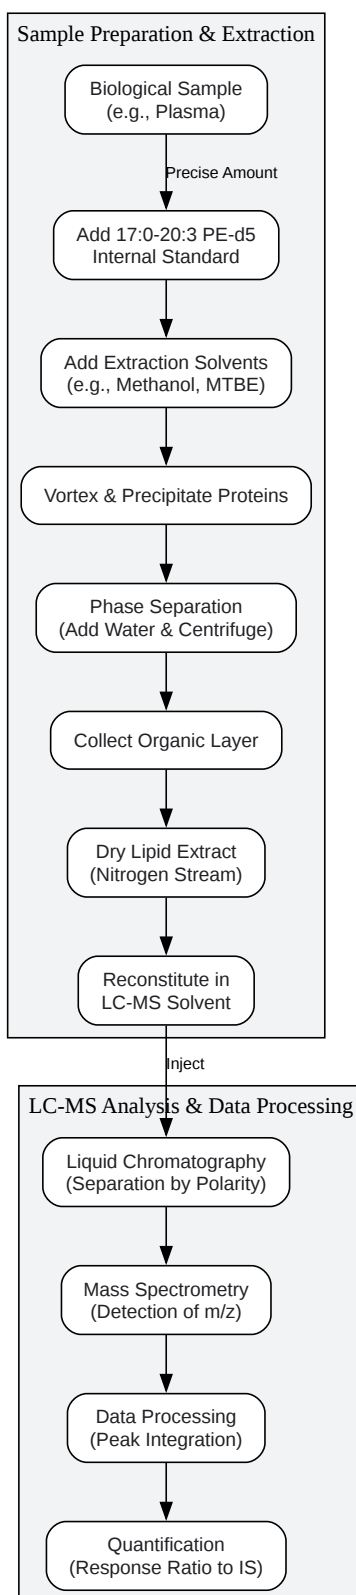 Sample Preparation & Extraction
Biological Sample
(e.g., Plasma)
Precise Amount
Add 17:0-20:3 PE-d5
Internal Standard
Add Extraction Solvents
(e.g., Methanol, MTBE)
Vortex & Precipitate Proteins
Phase Separation
(Add Water & Centrifuge)
Collect Organic Layer
Dry Lipid Extract
(Nitrogen Stream)
Reconstitute in
LC-MS Solvent
Inject
LC-MS Analysis & Data Processing
Liquid Chromatography
(Separation by Polarity)
Mass Spectrometry
(Detection of m/z)
Data Processing
(Peak Integration)
Quantification
(Response Ratio to IS)